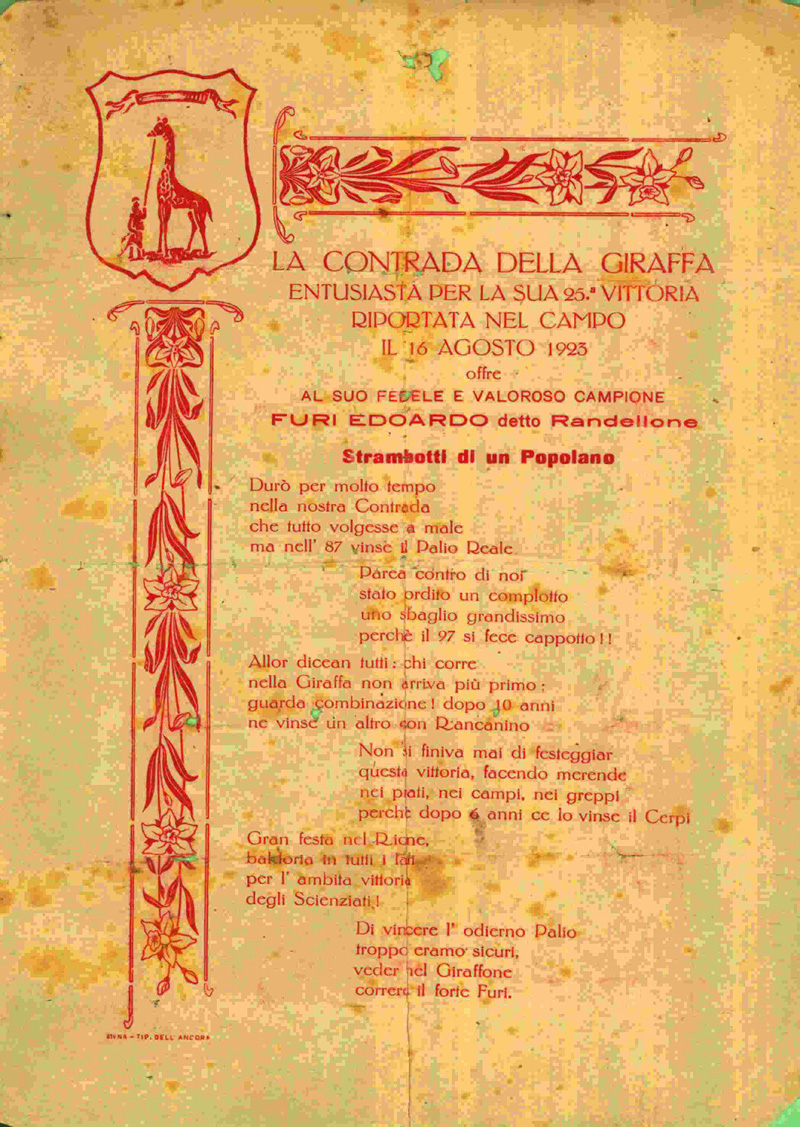 LA CONTRADA DELLA GIRAFFA
ENTUSIASTA PER LA SUA 25.ª VITTORIA
RIPORTATA NEL CAMPO
IL 16 AGOSTO 1923
offre
AL SUO FEDELE E VALOROSO CAMPIONE
FURI EDOARDO detto Randellone
Strambotti di un Popolano
Durò per molto tempo
nella nostra Contrada
che tutto volgesse a male
ma nell' 87 vinse il Palio Reale
Parea contro di noi
stato ordito un complotto
uno sbaglio grandissimo
perchè il 97 si fece cappotto!!
Allor dicean tutti: chi corre
nella Giraffa non arriva più primo:
guarda combinazione! dopo 10 anni
ne vinse un altro con Rancanino
Non si finiva mai di festeggiar
questa vittoria, facendo merende
nei prati, nei campi, nei greppi
perchè dopo 6 anni ce lo vinse il Cerpi
Gran festa nel Rione,
baldoria in tutti i lati
per l' ambita vittoria
degli Scienziati!
Di vincere l' odierno Palio
troppo eramo sicuri,
veder nel Giraffone
correre il forte Furi.
SIENA - TIP. DELL' ANCORA